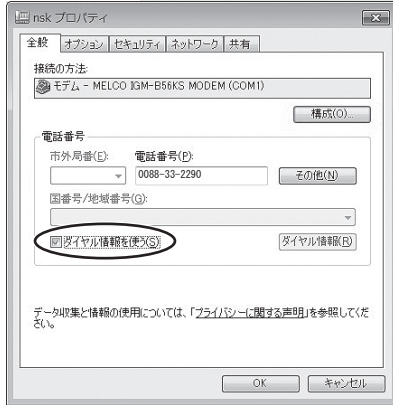 nsk プロパティ
全般 オプション セキュリティ ネットワーク 共有
接続の方法:
モデム - MELCO IGM-B56KS MODEM (COM1)
構成(O)...
電話番号
市外局番(E): 電話番号(P):
0088-33-2290 その他(N)
国番号/地域番号(G):
ダイヤル情報を使う(S) ダイヤル情報(R)
データ収集と情報の使用については、「プライバシーに関する声明」を参照してくだ
さい。
OK キャンセル